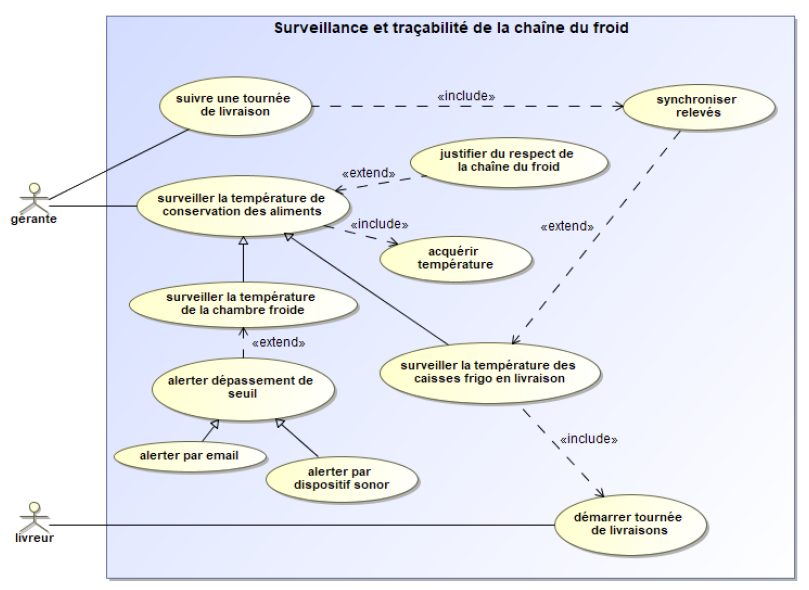 Surveillance et traçabilité de la chaîne du froid
suivre une tournée
de livraison
«include»
synchroniser
relevés
justifier du respect de
la chaîne du froid
«extend»
gérante
surveiller la température de
conservation des aliments
«include»
«extend»
acquérir
température
surveiller la température
de la chambre froide
«extend»
surveiller la température des
caisses frigo en livraison
alerter dépassement de
seuil
«include»
alerter par email
alerter par
dispositif sonor
livreur
démarrer tournée
de livraisons